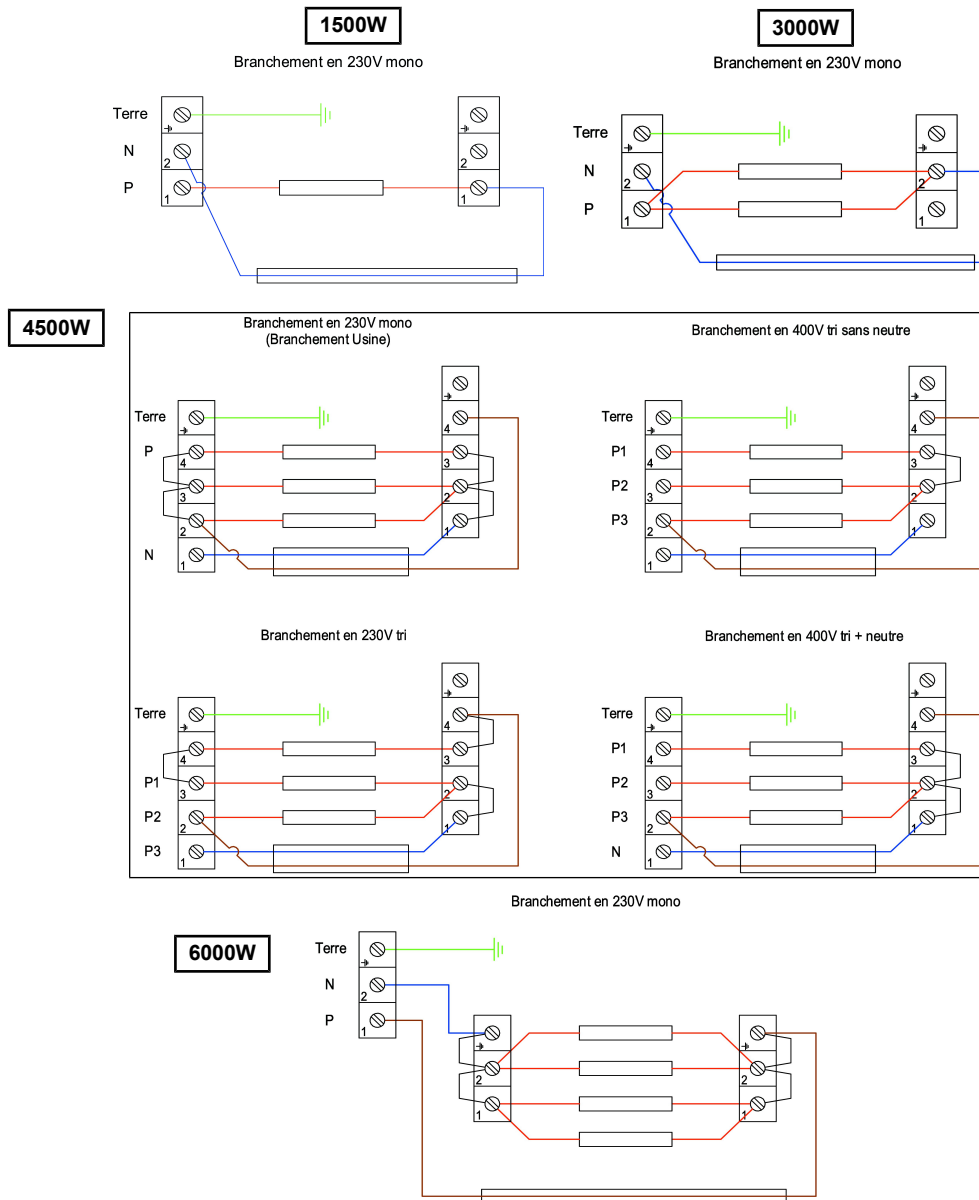 1500W
Branchement en 230V mono
Terre
N
P
2
1
2
1
3000W
Branchement en 230V mono
Terre
N
P
2
1
2
1
4500W
Branchement en 230V mono
(Branchement Usine)
Terre
P
N
4
3
2
1
4
3
2
1
Branchement en 400V tri sans neutre
Terre
P1
P2
P3
4
3
2
1
4
3
2
1
Branchement en 230V tri
Terre
P1
P2
P3
4
3
2
1
4
3
2
1
Branchement en 400V tri + neutre
Terre
P1
P2
P3
N
4
3
2
1
4
3
2
1
Branchement en 230V mono
6000W
Terre
N
P
2
1
2
1
2
1